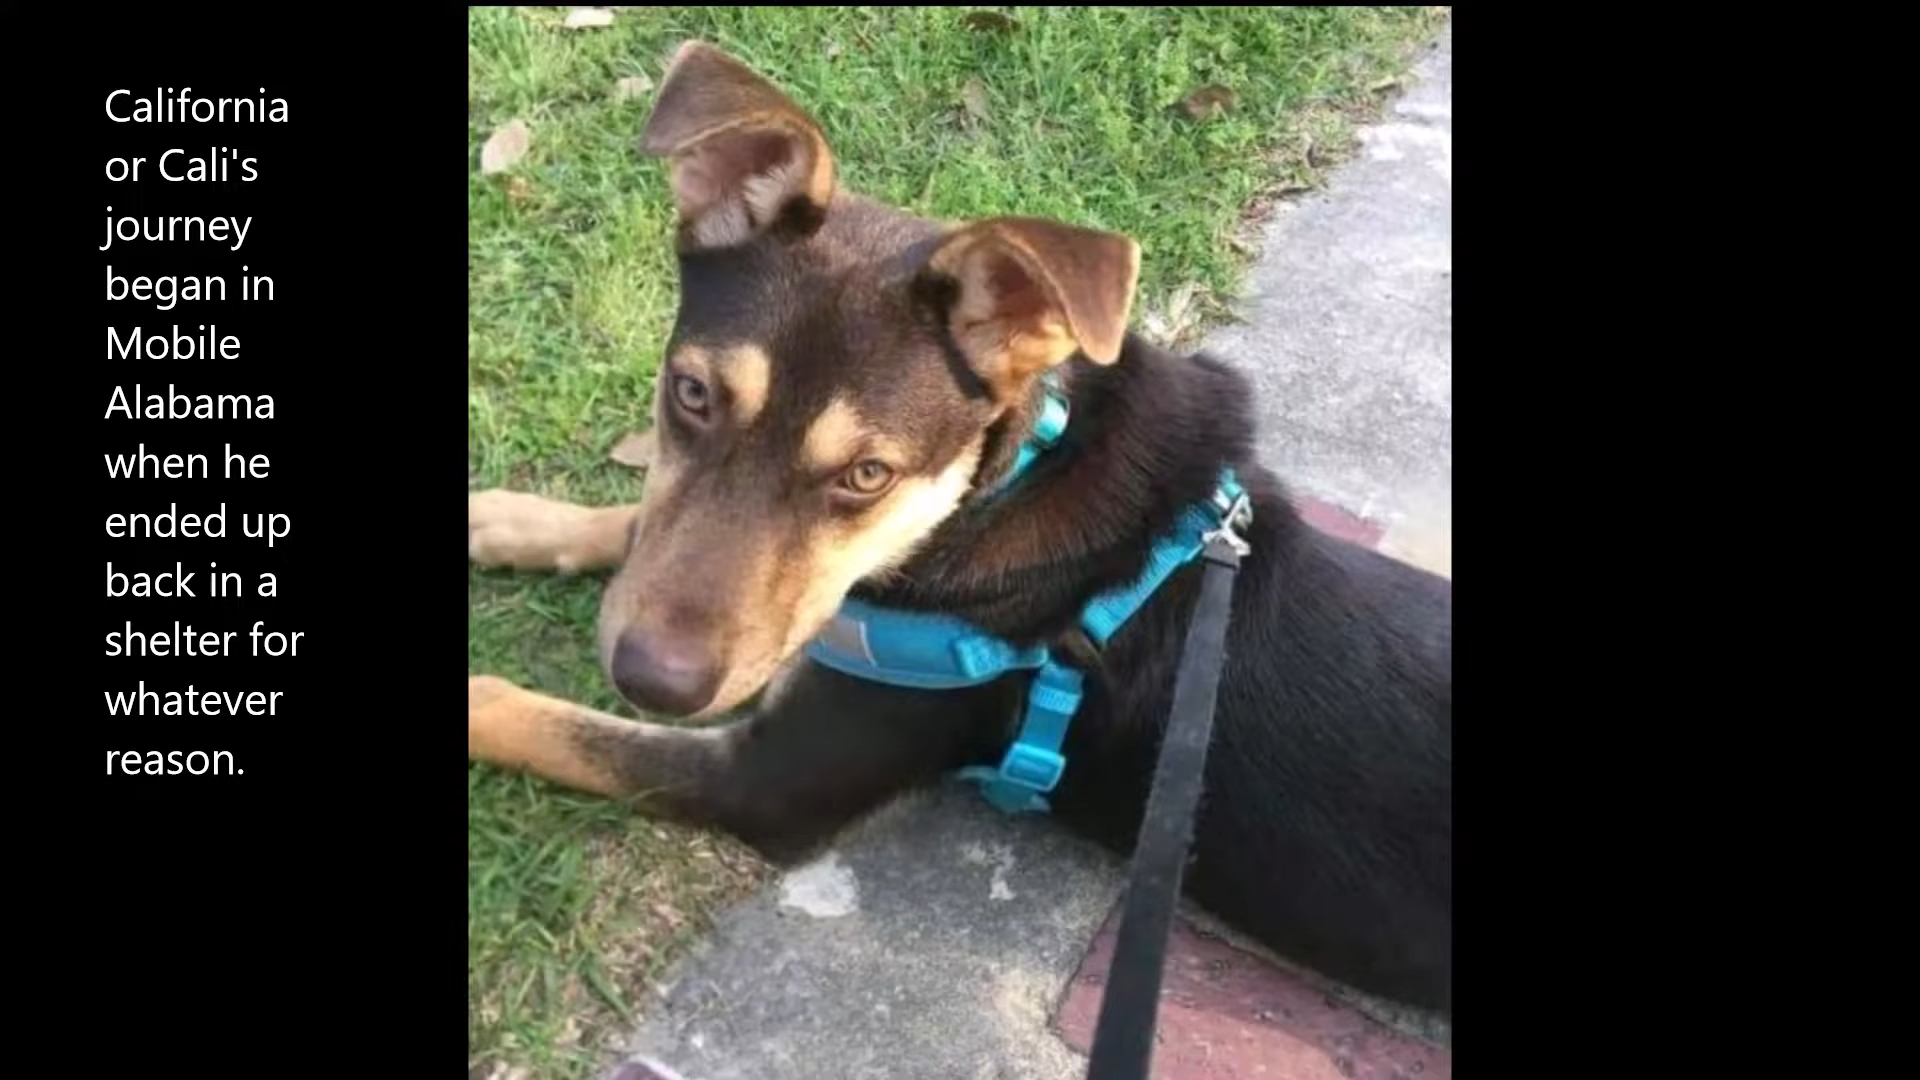 California
or Cali's
journey
began in
Mobile
Alabama
when he
ended up
back in a
shelter for
whatever
reason.